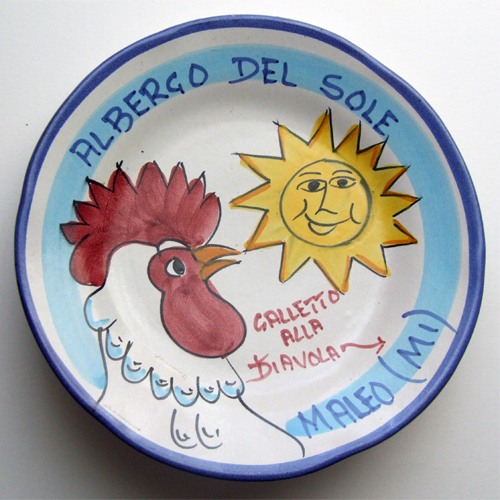 ALBERGO DEL SOLE
GALLETTO
ALLA
DIAVOLA
MALEO (MI)